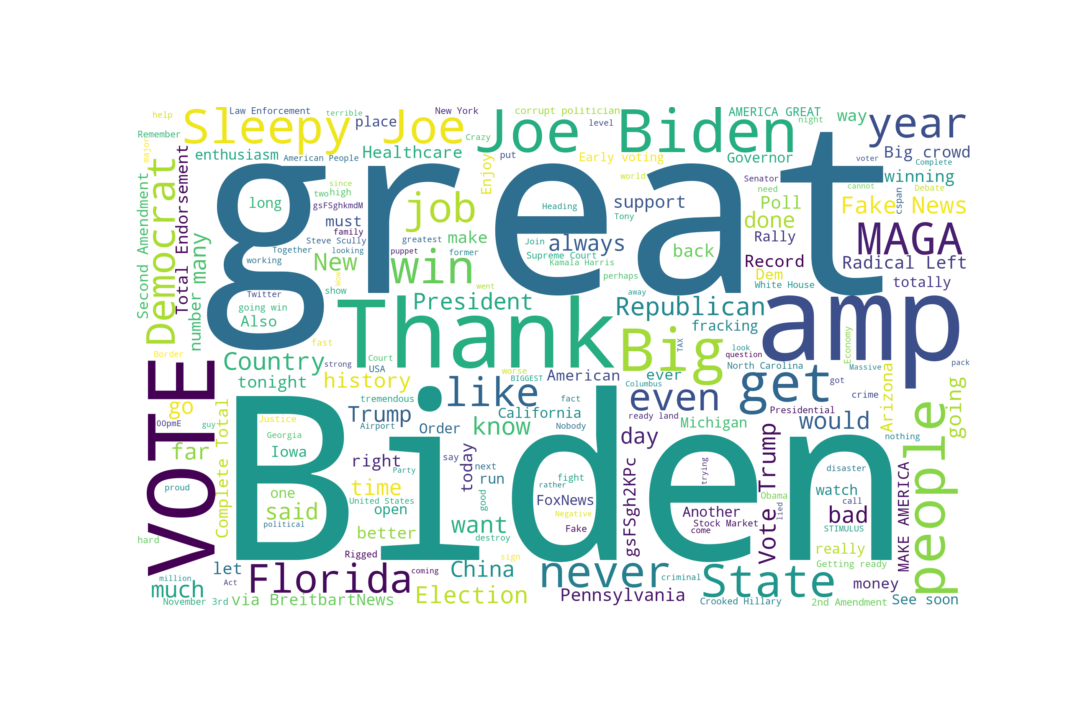 help
Law Enforcement
terrible
New York
corrupt politician
AMERICA GREAT
way
year
Remember
Sleepy
Joe
place
Joe Biden
night
Crazy
level
major
enthusiasm
American People
Healthcare
Enjoy
put
Early voting
Governor
Big crowd
Complete
winning
voter
great
Second Amendment
Democrat
Total Endorsement
many
number
long
two
since
high
gsFSghkmdM
must
family
job
Heading
support
world
Senator
need
Poll
done
cannot
Debate
cspan
Fake News
Steve Scully
puppet
Together
looking
working
greatest
former
make
Tony
Join
always
Supreme Court
Kamala Harris
back
Rally
Record
MAGA
Radical Left
New
win
perhaps
Dem
White House
totally
Twitter
show
went
away
going win
President
Republican
amp
Also
Thank
fracking
fast
Big
TAX
look
question
Economy
Border
Country
strong
Court
USA
worse
BIGGEST
American
ever
North Carolina
Massive
pack
tonight
history
like
Columbus
even
get
got
crime
Arizona
VOTE
tremendous
fact
Presidential
going
go
OOpmE
guy
Justice
Trump
Airport
Order
California
Nobody
ready land
Michigan
would
nothing
people
Biden
far
Georgia
Iowa
know
day
Complete Total
right
say
Party
today
next
run
fight
rather
trying
Vote Trump
Obama
disaster
watch
call
proud
one
said
time
United States
open
good
FoxNews
gsFSgh2KPc
Another
Stock Market
come
lied
STIMULUS
bad
MAKE AMERICA
political
better
want
Negative
Fake
destroy
really
hard
Rigged
coming
sign
Getting ready
let
Florida
China
never
criminal
State
money
million
Act
much
November 3rd
via BreitbartNews
Election
Pennsylvania
Crooked Hillary
2nd Amendment
See soon